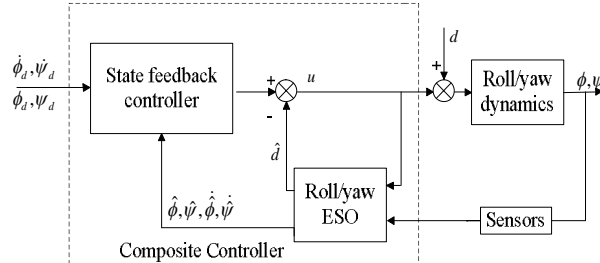 ϕ̇_d, ψ̇_d
ϕ_d, ψ_d
State feedback
controller
+
-
u
d
+
+
Roll/yaw
dynamics
ϕ, ψ
d̂
Roll/yaw
ESO
ϕ̂, ψ̂, ϕ̂̇, ψ̂̇
Sensors
Composite Controller